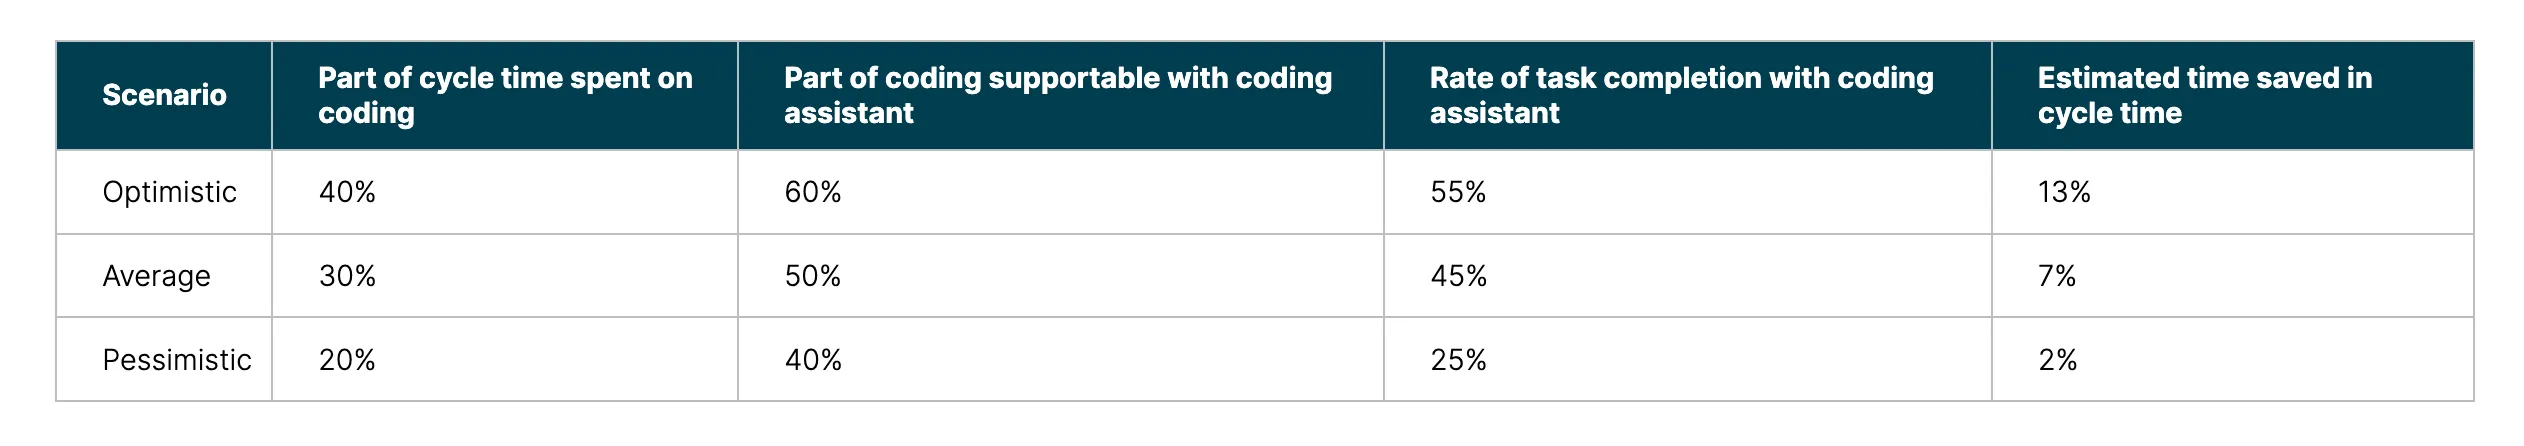 Scenario
Part of cycle time spent on
coding
Part of coding supportable with coding
assistant
Rate of task completion with coding
assistant
Estimated time saved in
cycle time
Optimistic
40%
60%
55%
13%
Average
30%
50%
45%
7%
Pessimistic
20%
40%
25%
2%